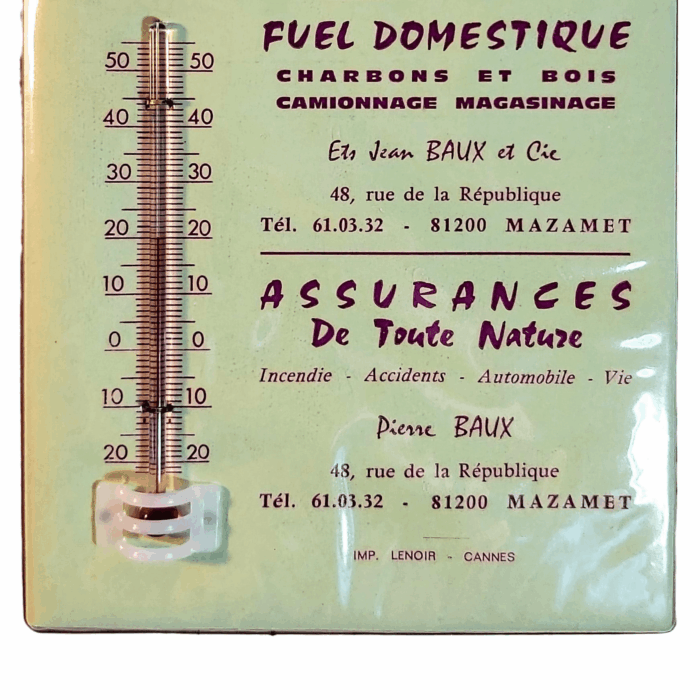 FUEL DOMESTIQUE
CHARBONS ET BOIS
CAMIONNAGE MAGASINAGE
Ets Jean BAUX et Cie
48, rue de la République
Tél. 61.03.32 - 81200 MAZAMET
ASSURANCES
De Toute Nature
Incendie - Accidents - Automobile - Vie
Pierre BAUX
48, rue de la République
Tél. 61.03.32 - 81200 MAZAMET
IMP. LENOIR - CANNES
50 50
40 40
30 30
20 20
10 10
0 0
10 10
20 20